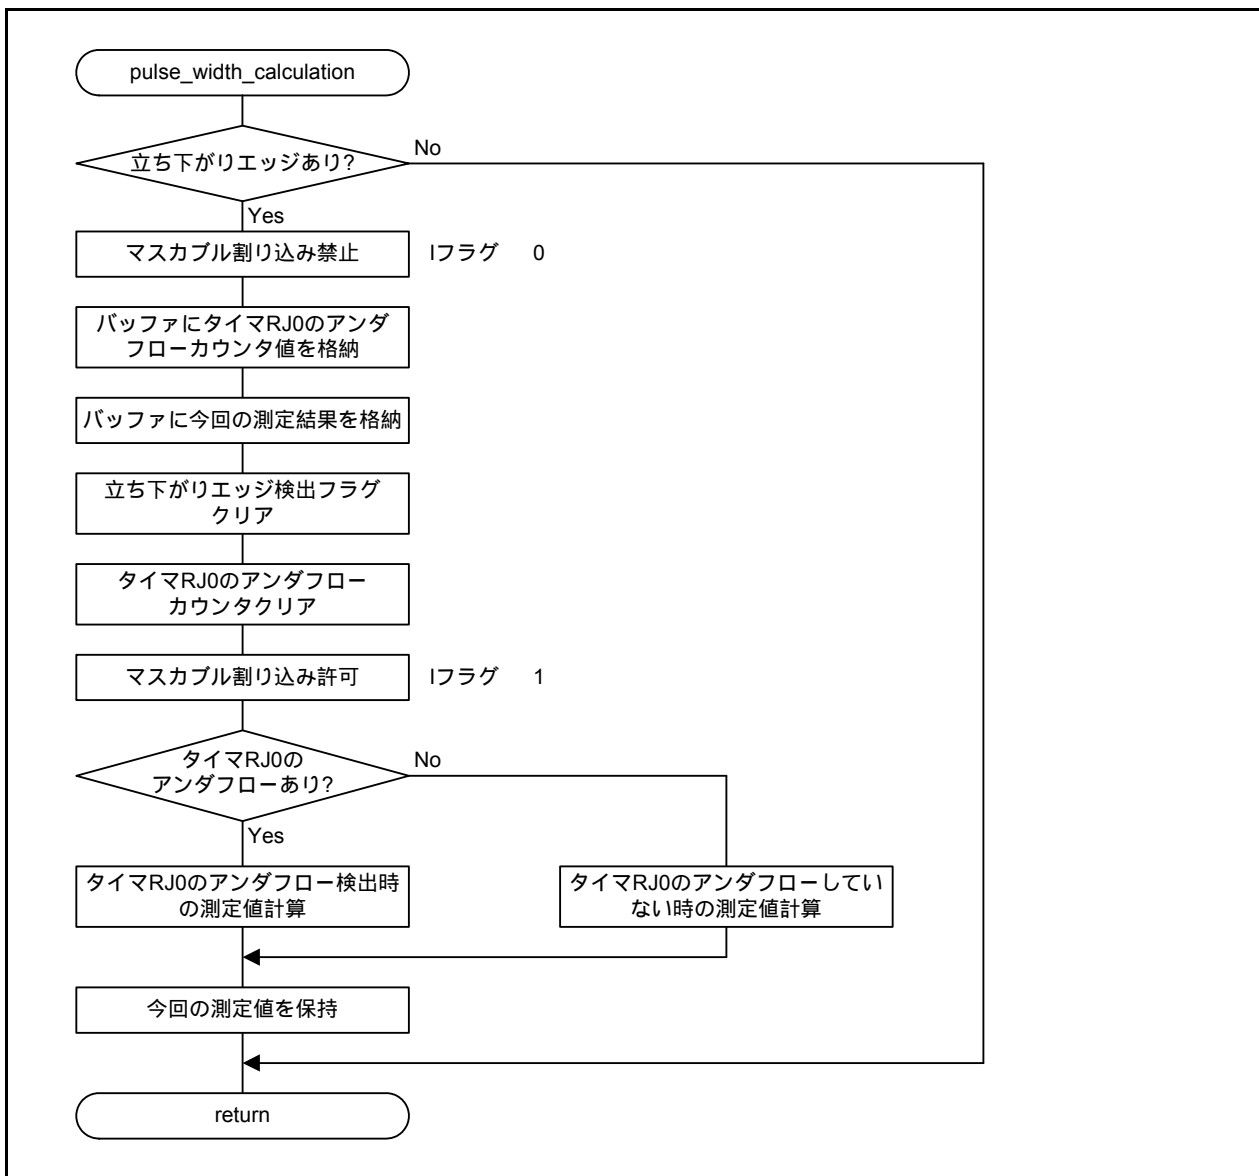 pulse_width_calculation
立ち下がりエッジあり?
No
Yes
マスカブル割り込み禁止
Iフラグ 0
バッファにタイマRJ0のアンダ
フローカウンタ値を格納
バッファに今回の測定結果を格納
立ち下がりエッジ検出フラグ
クリア
タイマRJ0のアンダフロー
カウンタクリア
マスカブル割り込み許可
Iフラグ 1
タイマRJ0の
アンダフローあり?
No
Yes
タイマRJ0のアンダフロー検出時
の測定値計算
タイマRJ0のアンダフローしてい
ない時の測定値計算
今回の測定値を保持
return